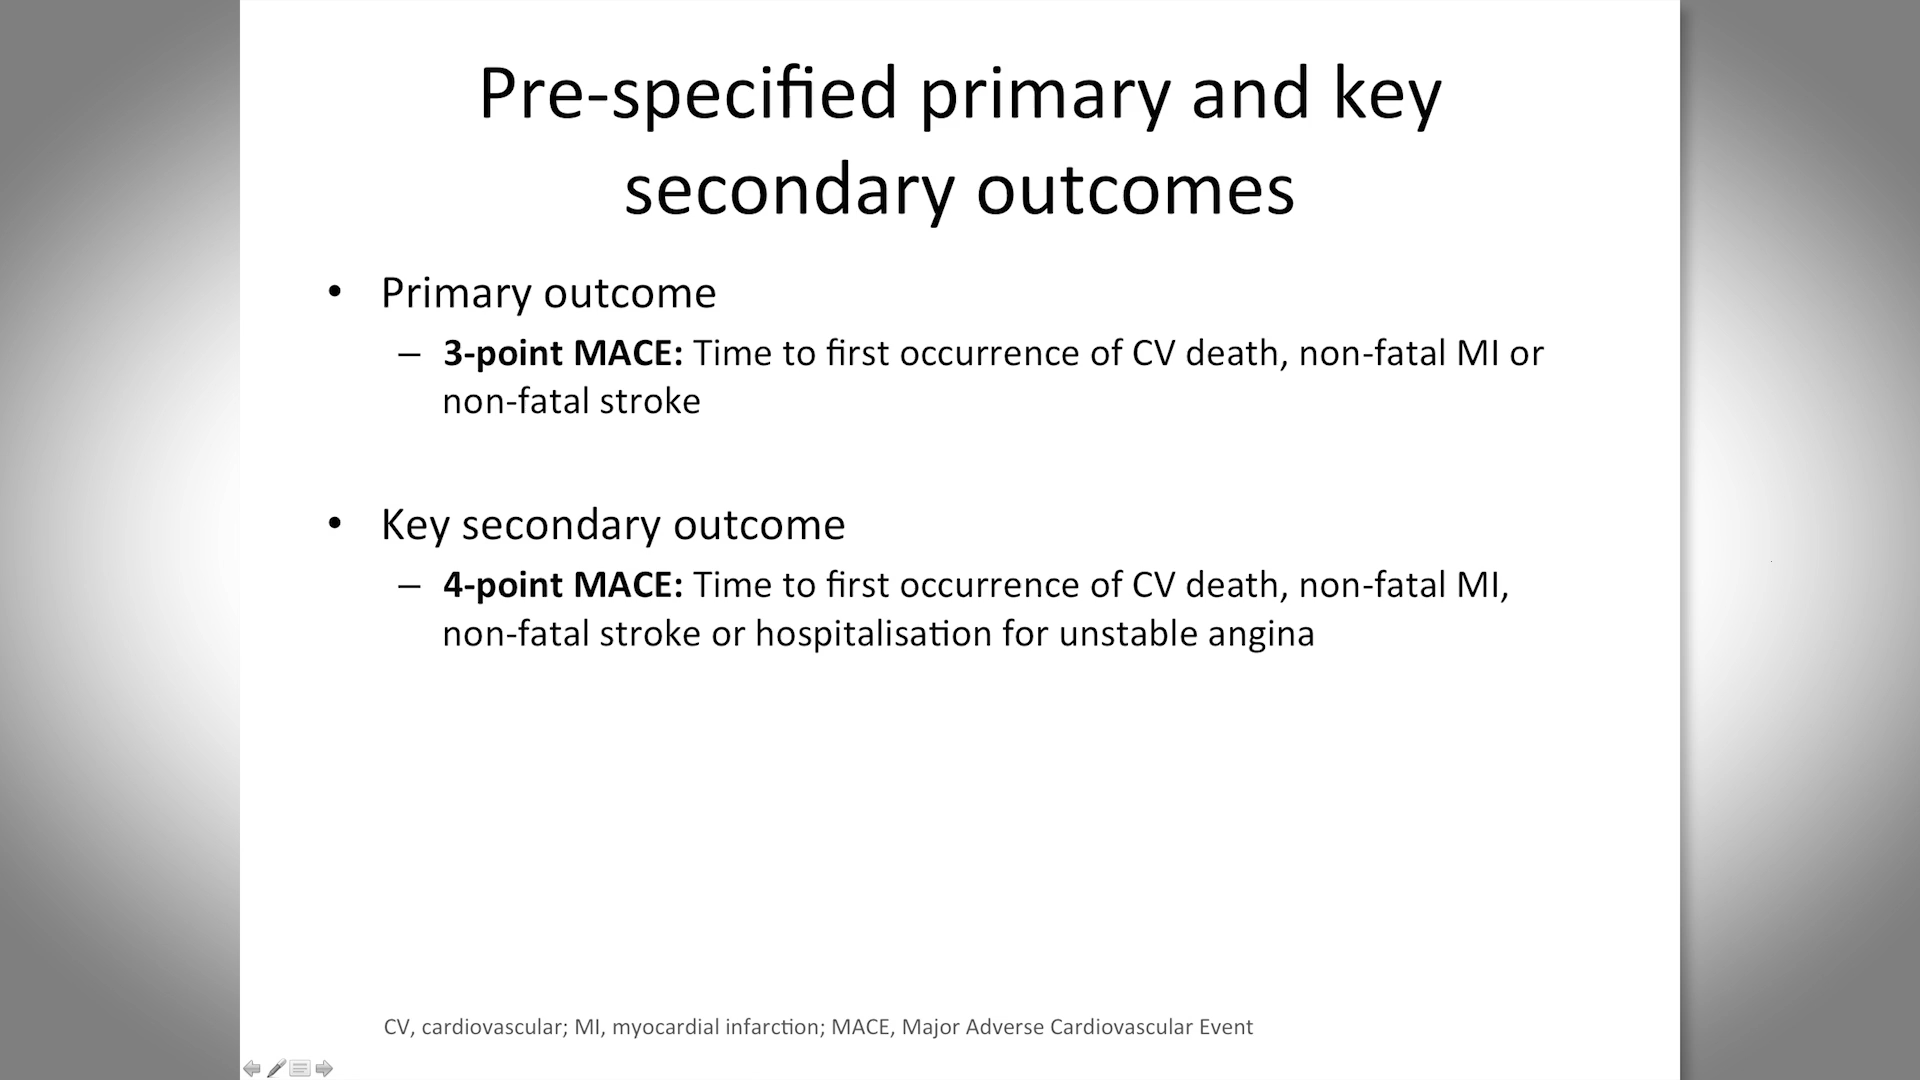 Pre-specified primary and key
secondary outcomes
• Primary outcome
– 3-point MACE: Time to first occurrence of CV death, non-fatal MI or
non-fatal stroke
• Key secondary outcome
– 4-point MACE: Time to first occurrence of CV death, non-fatal MI,
non-fatal stroke or hospitalisation for unstable angina
CV, cardiovascular; MI, myocardial infarction; MACE, Major Adverse Cardiovascular Event